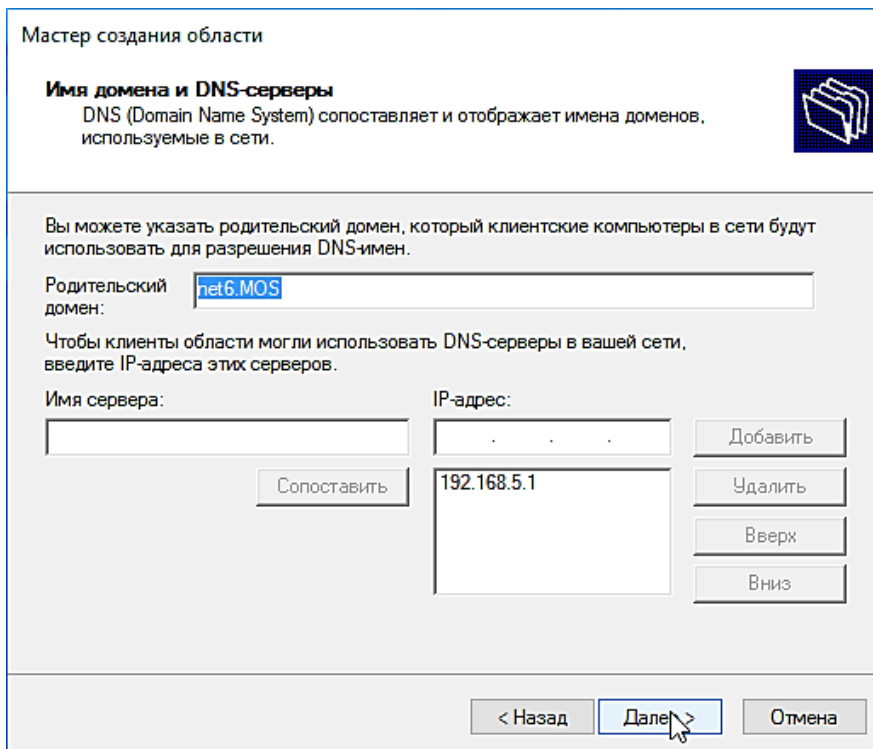 Мастер создания области
Имя домена и DNS-серверы
DNS (Domain Name System) сопоставляет и отображает имена доменов,
используемые в сети.
Вы можете указать родительский домен, который клиентские компьютеры в сети будут
использовать для разрешения DNS-имен.
Родительский
домен:
net6.MOS
Чтобы клиенты области могли использовать DNS-серверы в вашей сети,
введите IP-адреса этих серверов.
Имя сервера:
IP-адрес:
. . .
Добавить
Сопоставить
192.168.5.1
Удалить
Вверх
Вниз
< Назад
Далее >
Отмена